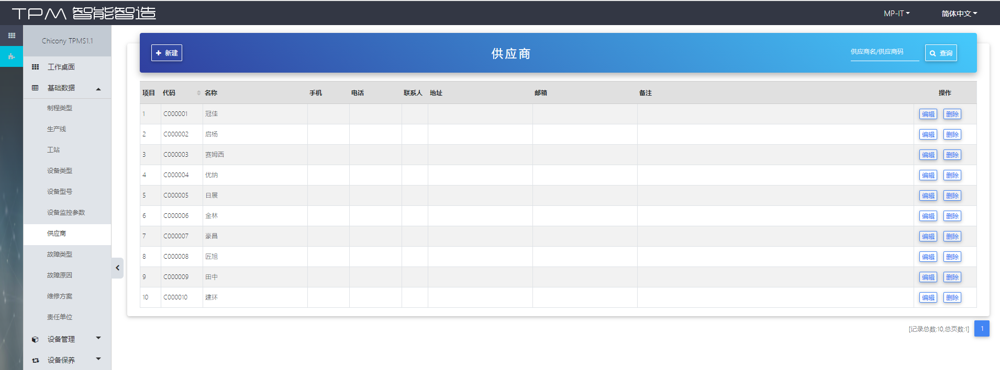 TPM 智能智造
MP-IT
简体中文
Chicony TPMS1.1
工作桌面
基础数据
制程类型
生产线
工站
设备类型
设备型号
设备监控参数
供应商
故障类型
故障原因
维修方案
责任单位
设备管理
设备保养
新建
供应商
供应商名/供应商码
查询
项目 代码 名称 手机 电话 联系人 地址 邮箱 备注 操作
1 C000001 冠佳 编辑 删除
2 C000002 启杨 编辑 删除
3 C000003 赛姆西 编辑 删除
4 C000004 优纳 编辑 删除
5 C000005 日展 编辑 删除
6 C000006 金林 编辑 删除
7 C000007 豪昌 编辑 删除
8 C000008 匠旭 编辑 删除
9 C000009 田中 编辑 删除
10 C000010 建环 编辑 删除
[记录总数:10,总页数:1] 1